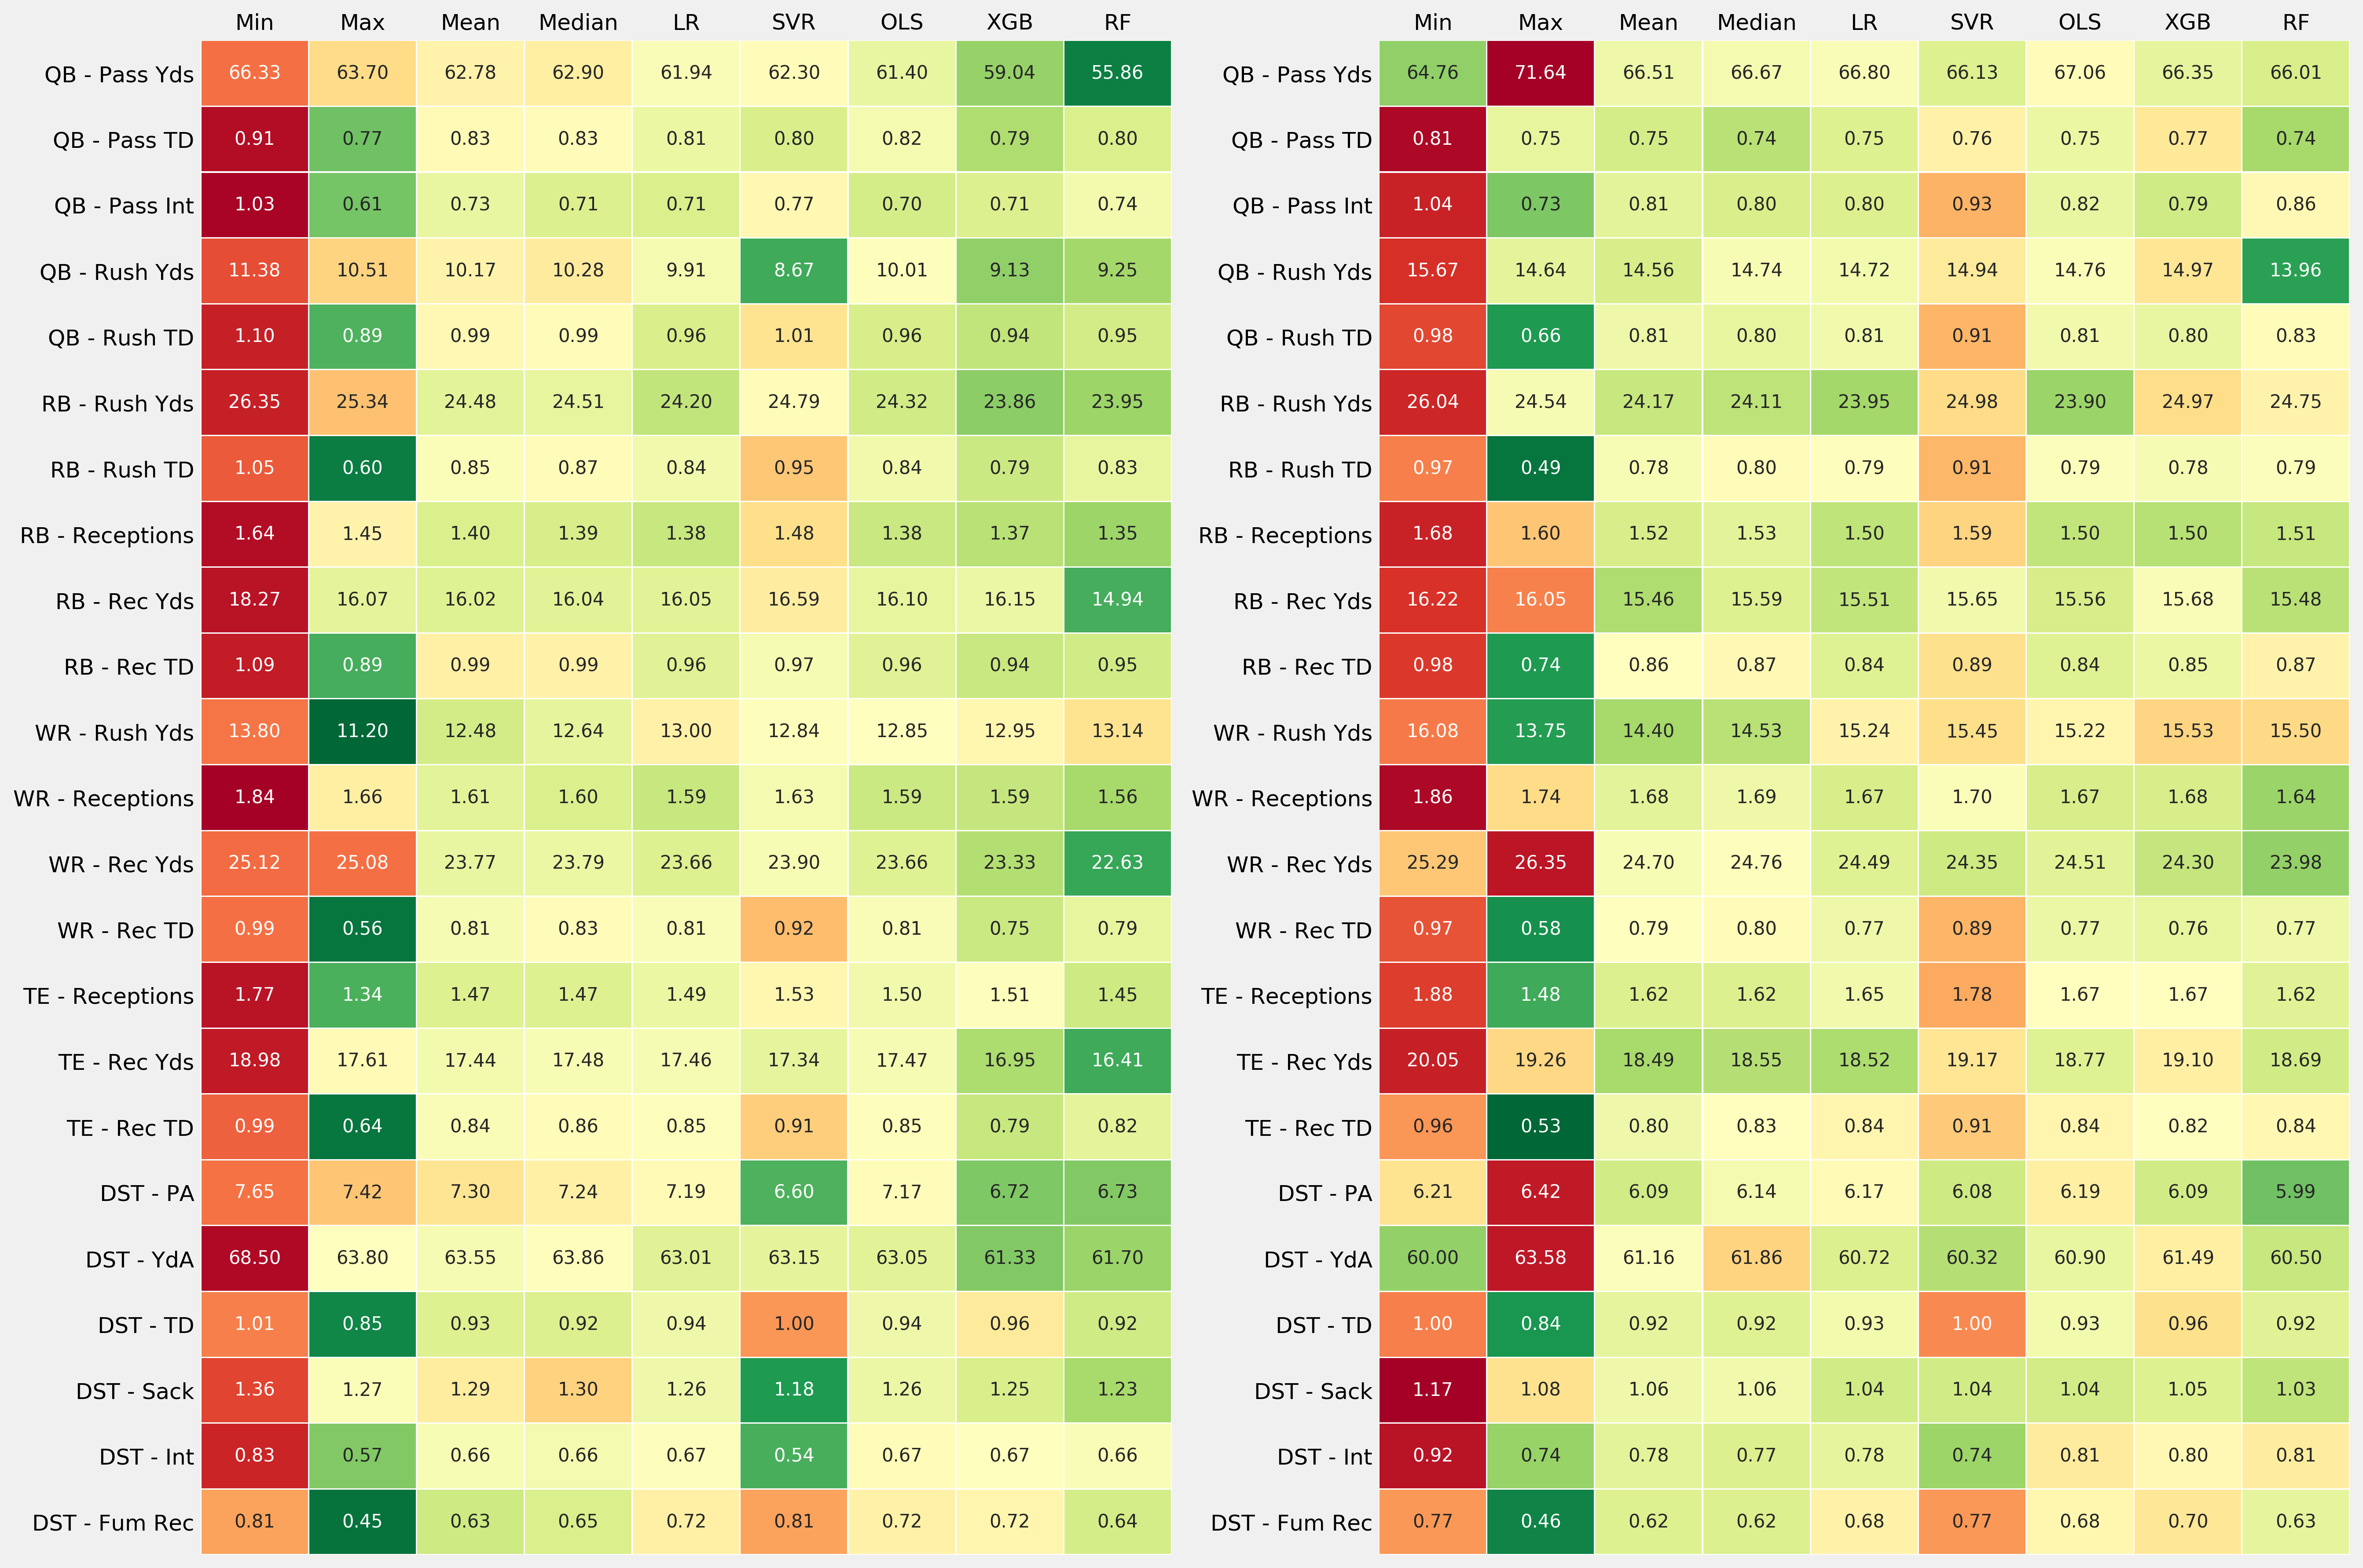 Min Max Mean Median LR SVR OLS XGB RF Min Max Mean Median LR SVR OLS XGB RF
QB - Pass Yds 66.33 63.70 62.78 62.90 61.94 62.30 61.40 59.04 55.86 QB - Pass Yds 64.76 71.64 66.51 66.67 66.80 66.13 67.06 66.35 66.01
QB - Pass TD 0.91 0.77 0.83 0.83 0.81 0.80 0.82 0.79 0.80 QB - Pass TD 0.81 0.75 0.75 0.74 0.75 0.76 0.75 0.77 0.74
QB - Pass Int 1.03 0.61 0.73 0.71 0.71 0.77 0.70 0.71 0.74 QB - Pass Int 1.04 0.73 0.81 0.80 0.80 0.93 0.82 0.79 0.86
QB - Rush Yds 11.38 10.51 10.17 10.28 9.91 8.67 10.01 9.13 9.25 QB - Rush Yds 15.67 14.64 14.56 14.74 14.72 14.94 14.76 14.97 13.96
QB - Rush TD 1.10 0.89 0.99 0.99 0.96 1.01 0.96 0.94 0.95 QB - Rush TD 0.98 0.66 0.81 0.80 0.81 0.91 0.81 0.80 0.83
RB - Rush Yds 26.35 25.34 24.48 24.51 24.20 24.79 24.32 23.86 23.95 RB - Rush Yds 26.04 24.54 24.17 24.11 23.95 24.98 23.90 24.97 24.75
RB - Rush TD 1.05 0.60 0.85 0.87 0.84 0.95 0.84 0.79 0.83 RB - Rush TD 0.97 0.49 0.78 0.80 0.79 0.91 0.79 0.78 0.79
RB - Receptions 1.64 1.45 1.40 1.39 1.38 1.48 1.38 1.37 1.35 RB - Receptions 1.68 1.60 1.52 1.53 1.50 1.59 1.50 1.50 1.51
RB - Rec Yds 18.27 16.07 16.02 16.04 16.05 16.59 16.10 16.15 14.94 RB - Rec Yds 16.22 16.05 15.46 15.59 15.51 15.65 15.56 15.68 15.48
RB - Rec TD 1.09 0.89 0.99 0.99 0.96 0.97 0.96 0.94 0.95 RB - Rec TD 0.98 0.74 0.86 0.87 0.84 0.89 0.84 0.85 0.87
WR - Rush Yds 13.80 11.20 12.48 12.64 13.00 12.84 12.85 12.95 13.14 WR - Rush Yds 16.08 13.75 14.40 14.53 15.24 15.45 15.22 15.53 15.50
WR - Receptions 1.84 1.66 1.61 1.60 1.59 1.63 1.59 1.59 1.56 WR - Receptions 1.86 1.74 1.68 1.69 1.67 1.70 1.67 1.68 1.64
WR - Rec Yds 25.12 25.08 23.77 23.79 23.66 23.90 23.66 23.33 22.63 WR - Rec Yds 25.29 26.35 24.70 24.76 24.49 24.35 24.51 24.30 23.98
WR - Rec TD 0.99 0.56 0.81 0.83 0.81 0.92 0.81 0.75 0.79 WR - Rec TD 0.97 0.58 0.79 0.80 0.77 0.89 0.77 0.76 0.77
TE - Receptions 1.77 1.34 1.47 1.47 1.49 1.53 1.50 1.51 1.45 TE - Receptions 1.88 1.48 1.62 1.62 1.65 1.78 1.67 1.67 1.62
TE - Rec Yds 18.98 17.61 17.44 17.48 17.46 17.34 17.47 16.95 16.41 TE - Rec Yds 20.05 19.26 18.49 18.55 18.52 19.17 18.77 19.10 18.69
TE - Rec TD 0.99 0.64 0.84 0.86 0.85 0.91 0.85 0.79 0.82 TE - Rec TD 0.96 0.53 0.80 0.83 0.84 0.91 0.84 0.82 0.84
DST - PA 7.65 7.42 7.30 7.24 7.19 6.60 7.17 6.72 6.73 DST - PA 6.21 6.42 6.09 6.14 6.17 6.08 6.19 6.09 5.99
DST - YdA 68.50 63.80 63.55 63.86 63.01 63.15 63.05 61.33 61.70 DST - YdA 60.00 63.58 61.16 61.86 60.72 60.32 60.90 61.49 60.50
DST - TD 1.01 0.85 0.93 0.92 0.94 1.00 0.94 0.96 0.92 DST - TD 1.00 0.84 0.92 0.92 0.93 1.00 0.93 0.96 0.92
DST - Sack 1.36 1.27 1.29 1.30 1.26 1.18 1.26 1.25 1.23 DST - Sack 1.17 1.08 1.06 1.06 1.04 1.04 1.04 1.05 1.03
DST - Int 0.83 0.57 0.66 0.66 0.67 0.54 0.67 0.67 0.66 DST - Int 0.92 0.74 0.78 0.77 0.78 0.74 0.81 0.80 0.81
DST - Fum Rec 0.81 0.45 0.63 0.65 0.72 0.81 0.72 0.72 0.64 DST - Fum Rec 0.77 0.46 0.62 0.62 0.68 0.77 0.68 0.70 0.63